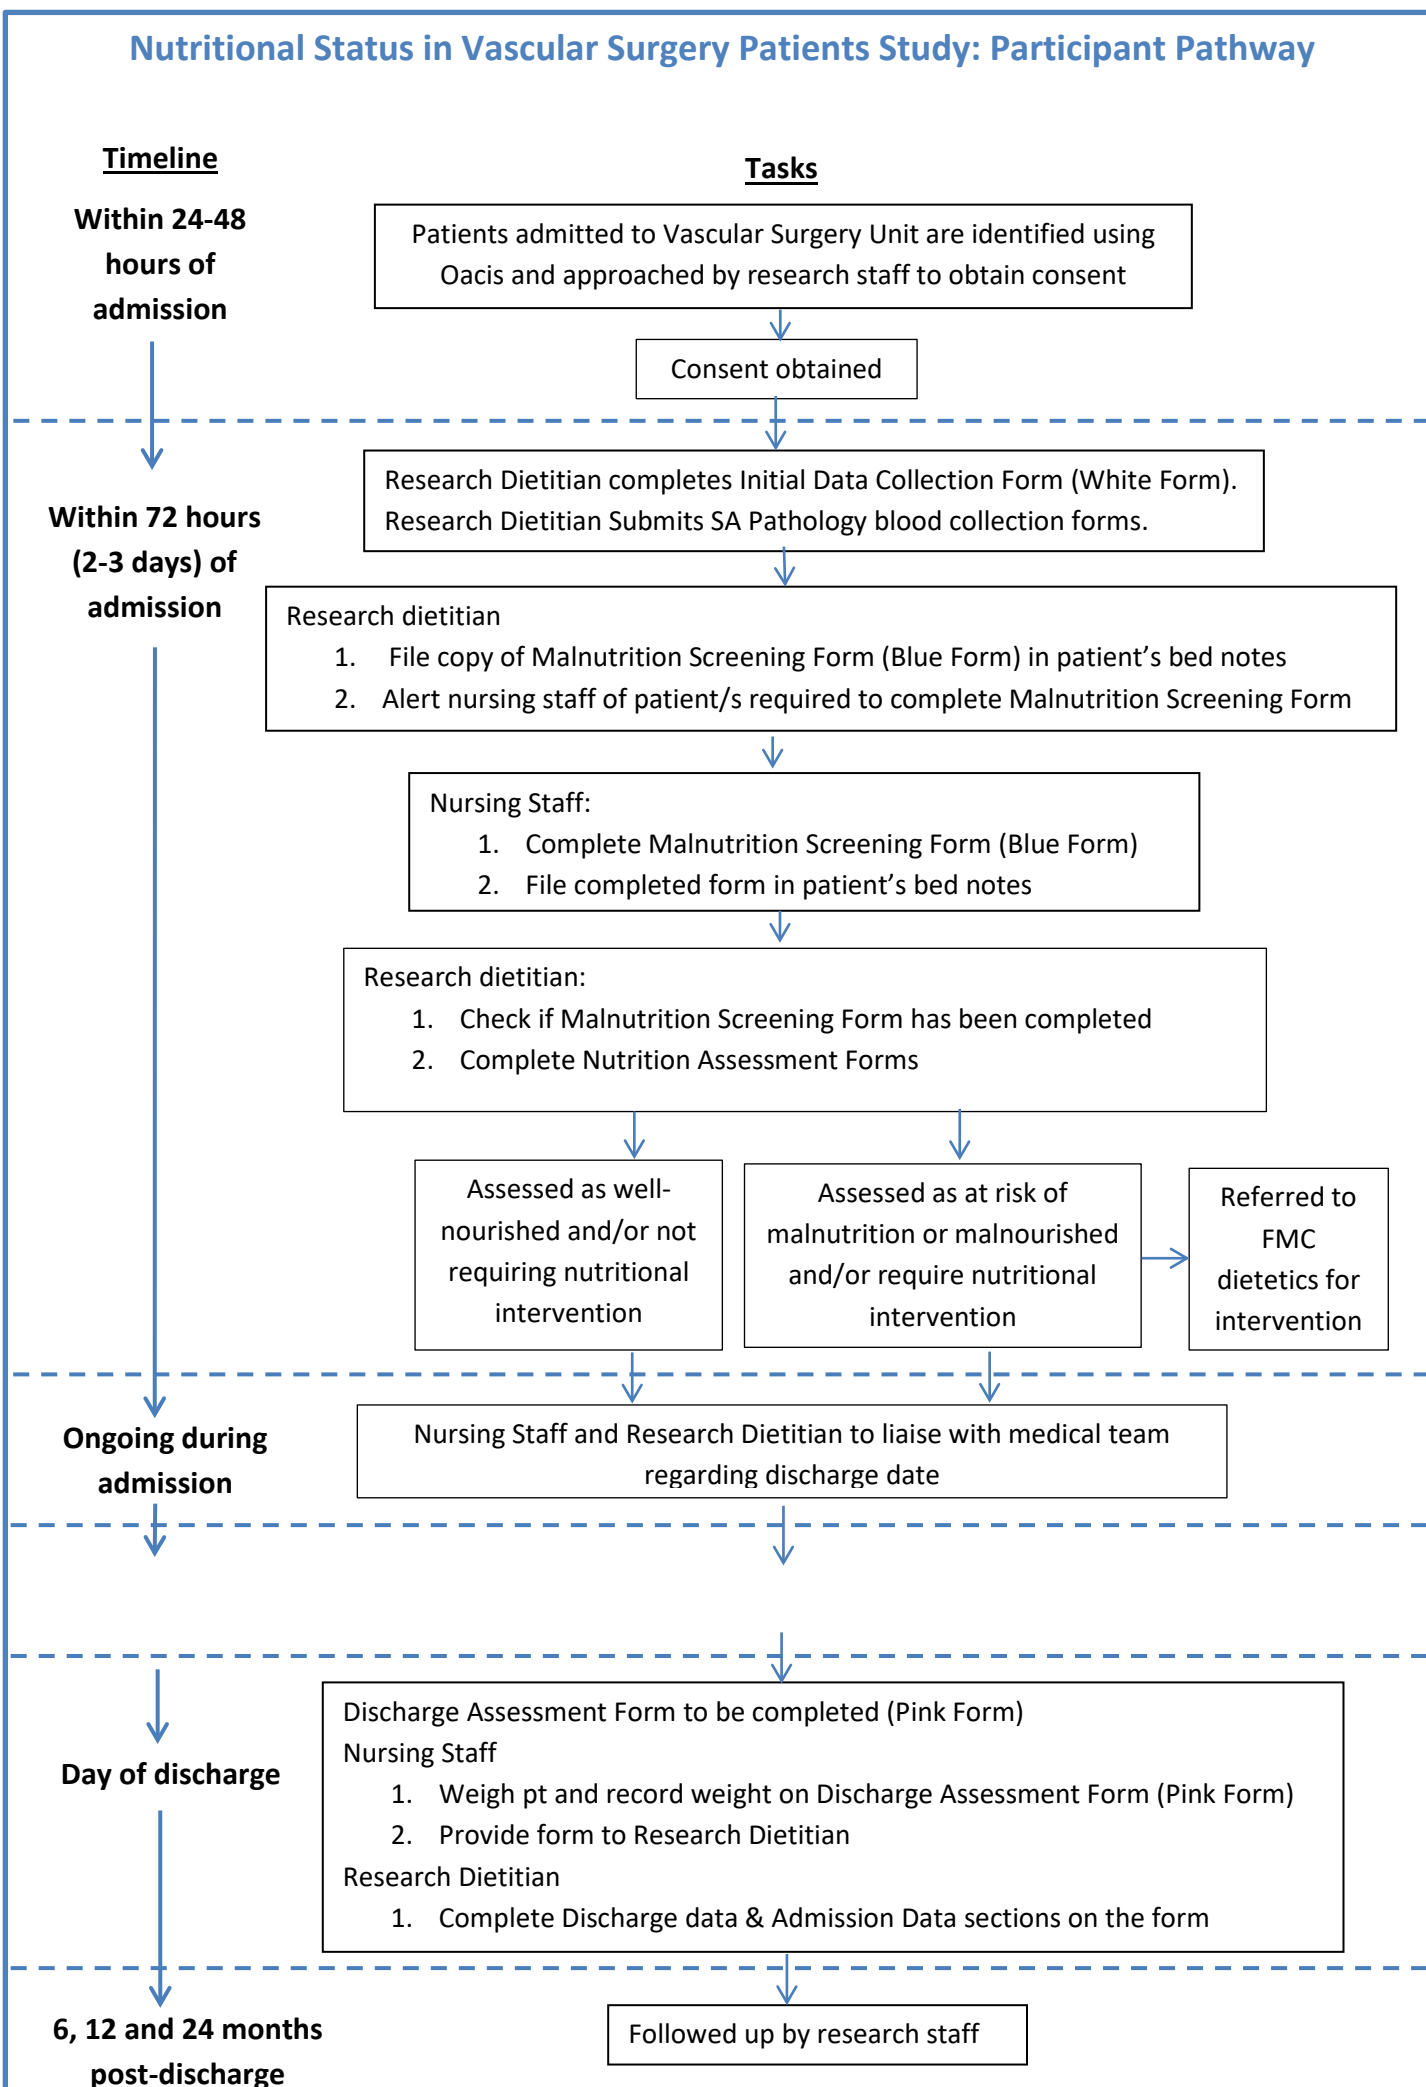 Nutritional Status in Vascular Surgery Patients Study: Participant Pathway
Timeline
Tasks
Within 24-48
hours of
admission
Patients admitted to Vascular Surgery Unit are identified using
Oacis and approached by research staff to obtain consent
Consent obtained
Within 72 hours
(2-3 days) of
admission
Research Dietitian completes Initial Data Collection Form (White Form).
Research Dietitian Submits SA Pathology blood collection forms.
Research dietitian
1. File copy of Malnutrition Screening Form (Blue Form) in patient’s bed notes
2. Alert nursing staff of patient/s required to complete Malnutrition Screening Form
Nursing Staff:
1. Complete Malnutrition Screening Form (Blue Form)
2. File completed form in patient’s bed notes
Research dietitian:
1. Check if Malnutrition Screening Form has been completed
2. Complete Nutrition Assessment Forms
Assessed as well-
nourished and/or not
requiring nutritional
intervention
Assessed as at risk of
malnutrition or malnourished
and/or require nutritional
intervention
Referred to
FMC
dietetics for
intervention
Ongoing during
admission
Nursing Staff and Research Dietitian to liaise with medical team
regarding discharge date
Day of discharge
Discharge Assessment Form to be completed (Pink Form)
Nursing Staff
1. Weigh pt and record weight on Discharge Assessment Form (Pink Form)
2. Provide form to Research Dietitian
Research Dietitian
1. Complete Discharge data & Admission Data sections on the form
6, 12 and 24 months
post-discharge
Followed up by research staff